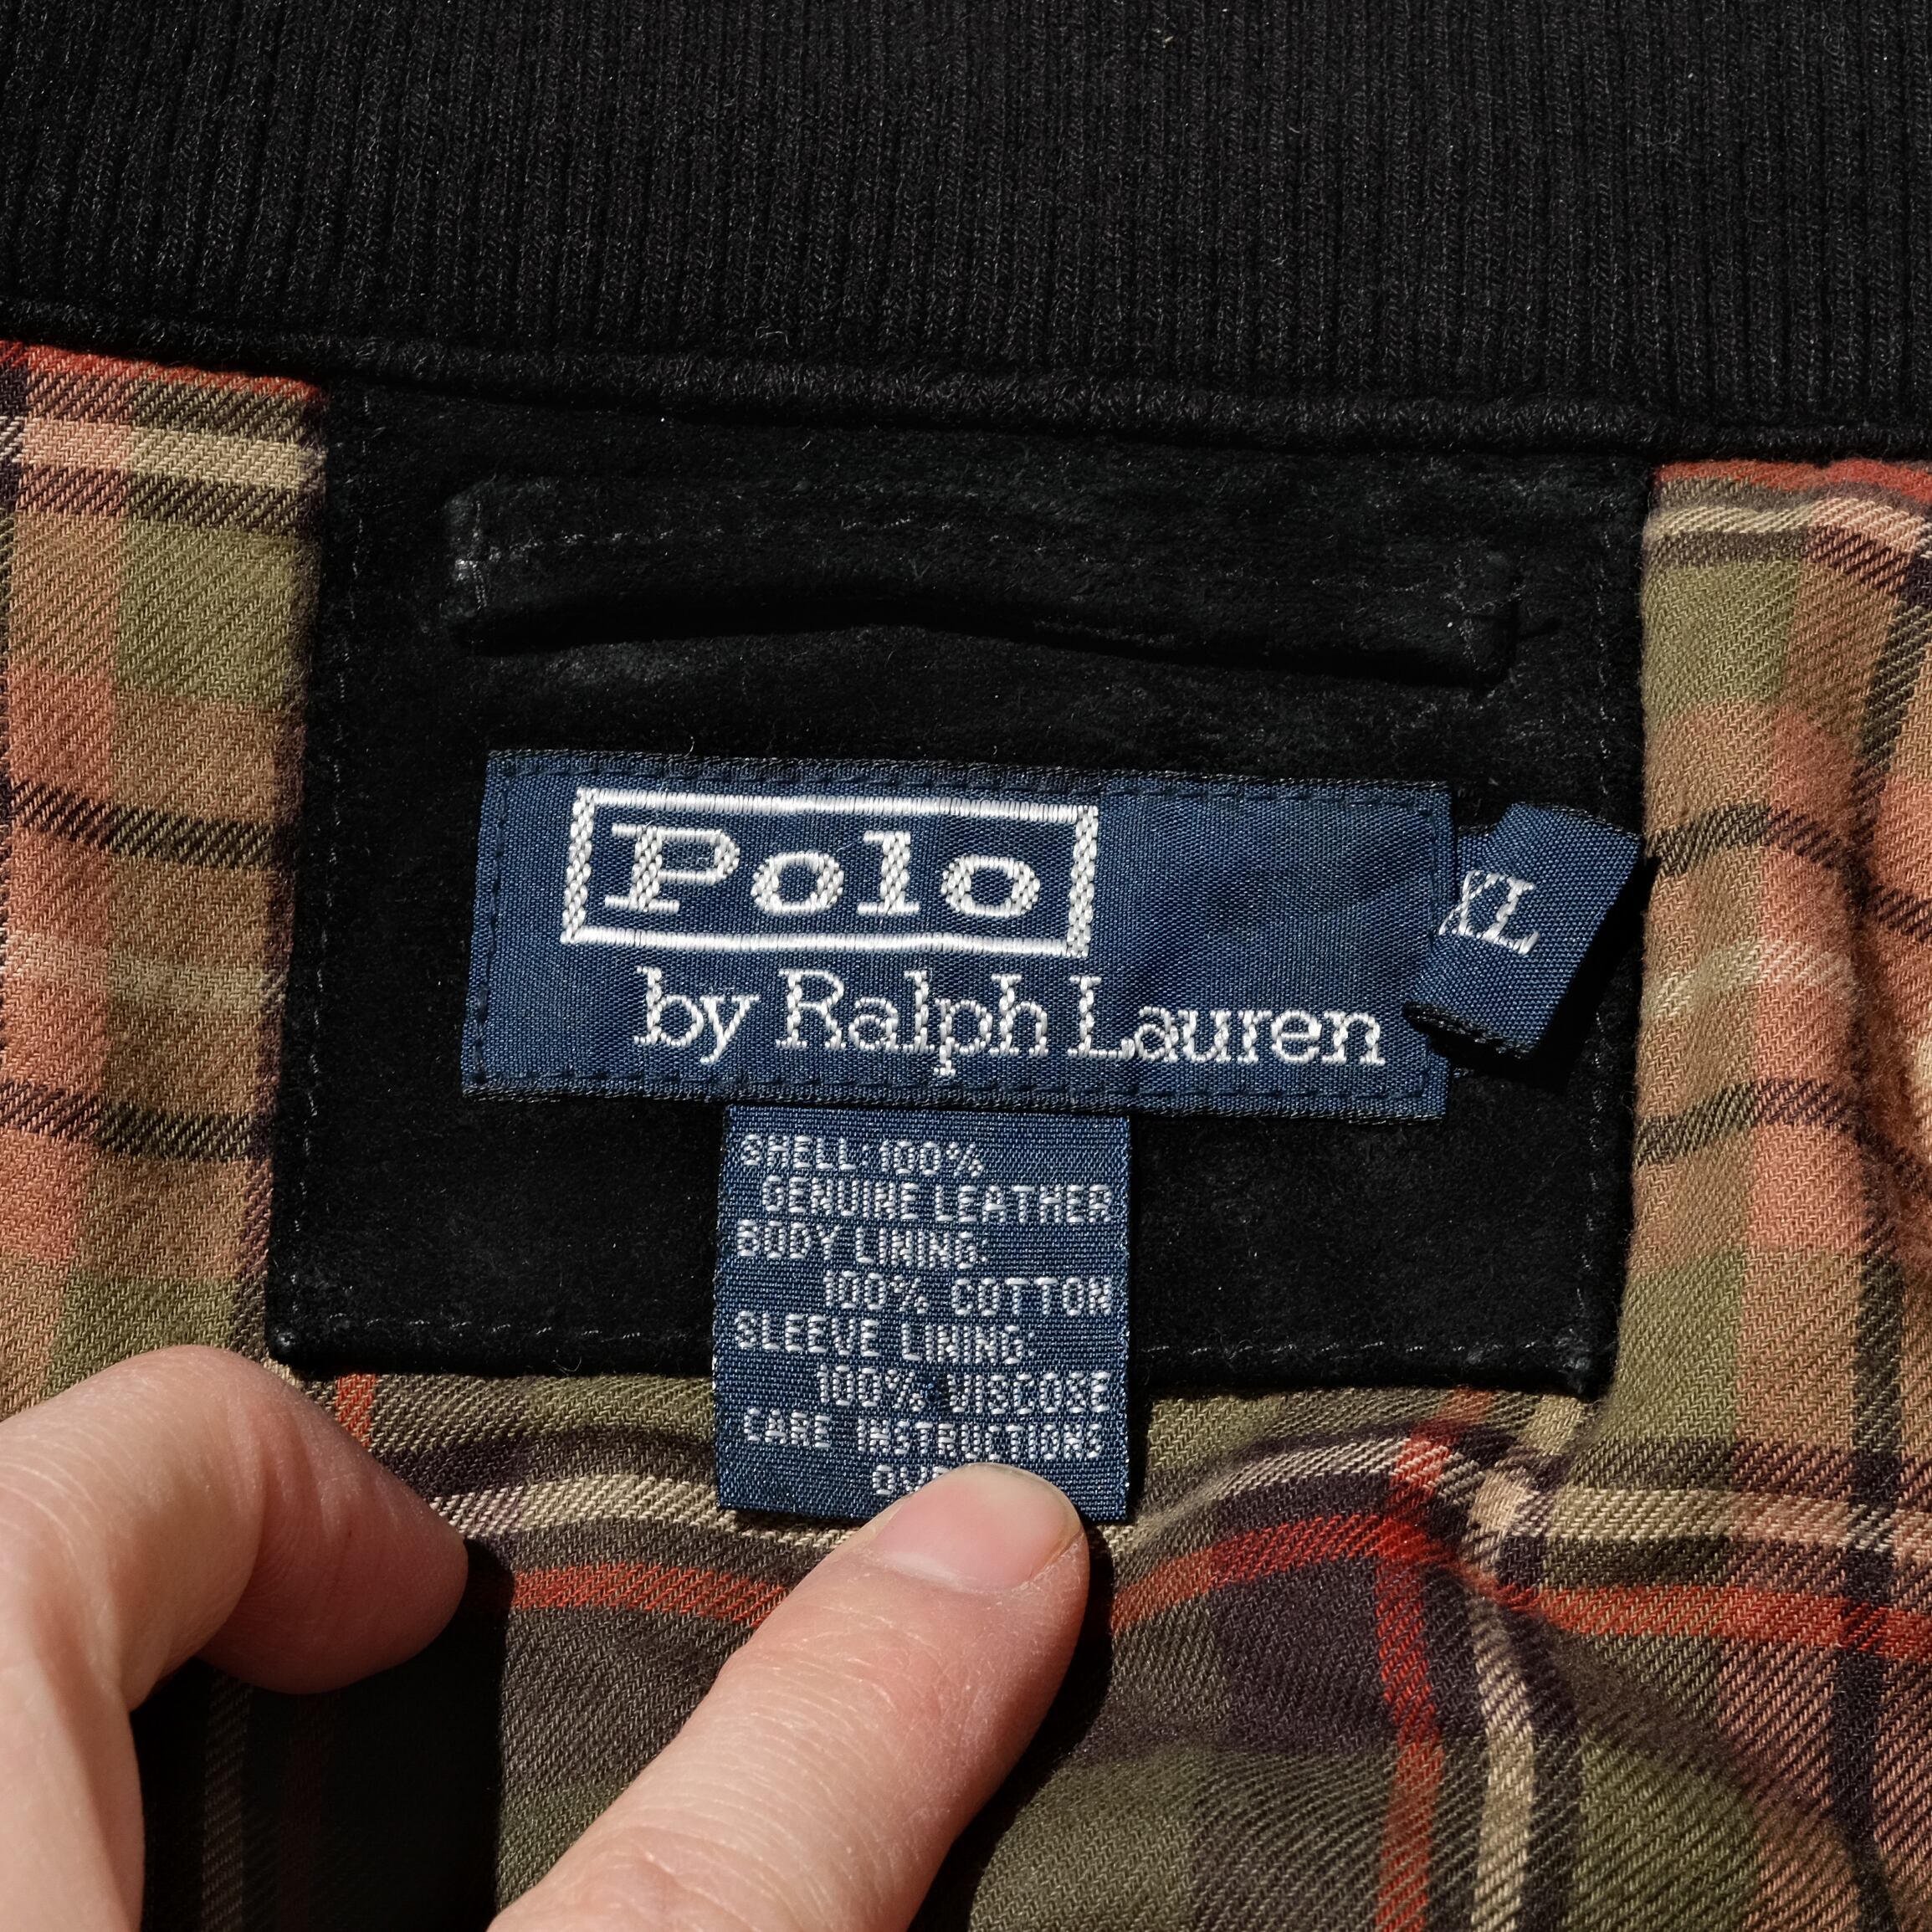 Polo
by Ralph Lauren
XL
SHELL: 100%
GENUINE LEATHER
BODY LINING:
100% COTTON
SLEEVE LINING:
100% VISCOSE
CARE INSTRUCTIONS